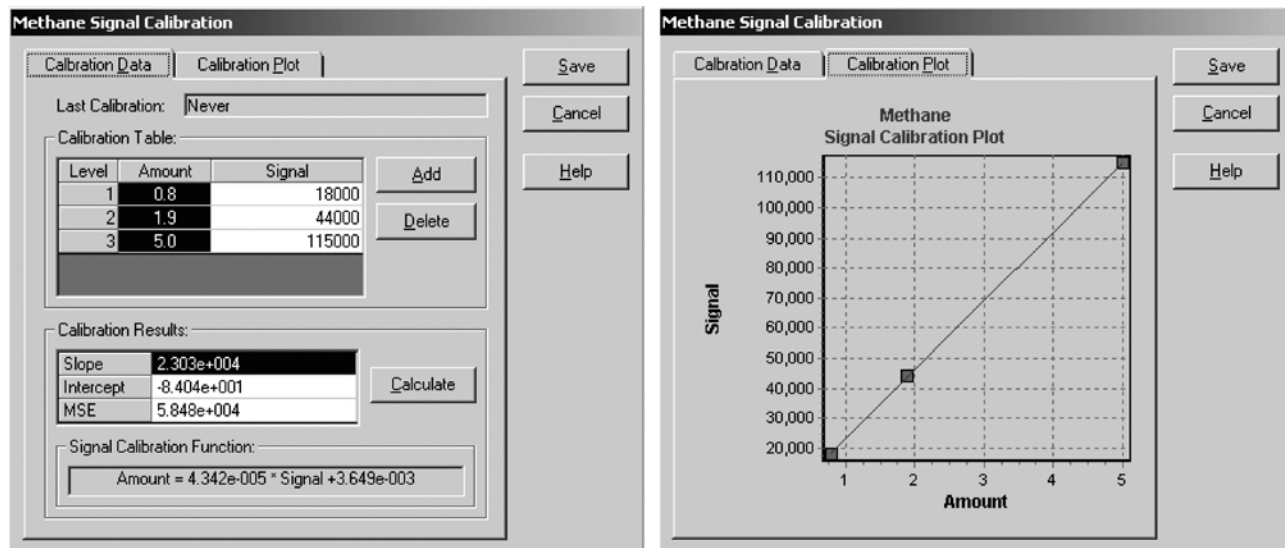 Methane Signal Calibration
Calbration Data
Calibration Plot
Save
Cancel
Help
Last Calibration: Never
Calibration Table:
Level Amount Signal
1 0.8 18000
2 1.9 44000
3 5.0 115000
Add
Delete
Calibration Results:
Slope 2.303e+004
Intercept -8.404e+001
MSE 5.848e+004
Calculate
Signal Calibration Function:
Amount = 4.342e-005 * Signal +3.649e-003
Methane Signal Calibration
Calbration Data
Calibration Plot
Save
Cancel
Help
Methane
Signal Calibration Plot
110,000
100,000
90,000
80,000
70,000
60,000
50,000
40,000
30,000
20,000
Signal
1 2 3 4 5
Amount